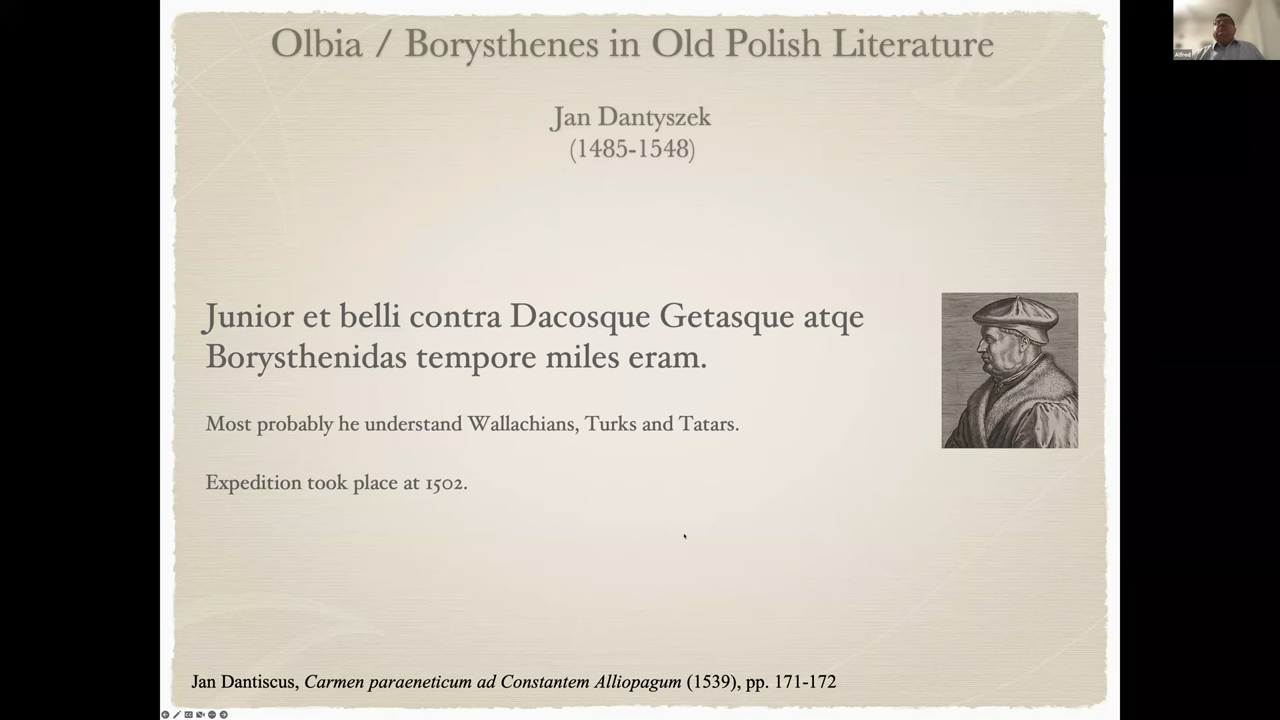 Olbia / Borysthenes in Old Polish Literature
Jan Dantyszek
(1485-1548)
Junior et belli contra Dacosque Getasque atqe
Borysthenidas tempore miles eram.
Most probably he understand Wallachians, Turks and Tatars.
Expedition took place at 1502.
Jan Dantiscus, Carmen paraeneticum ad Constantem Alliopagum (1539), pp. 171-172
Alfred